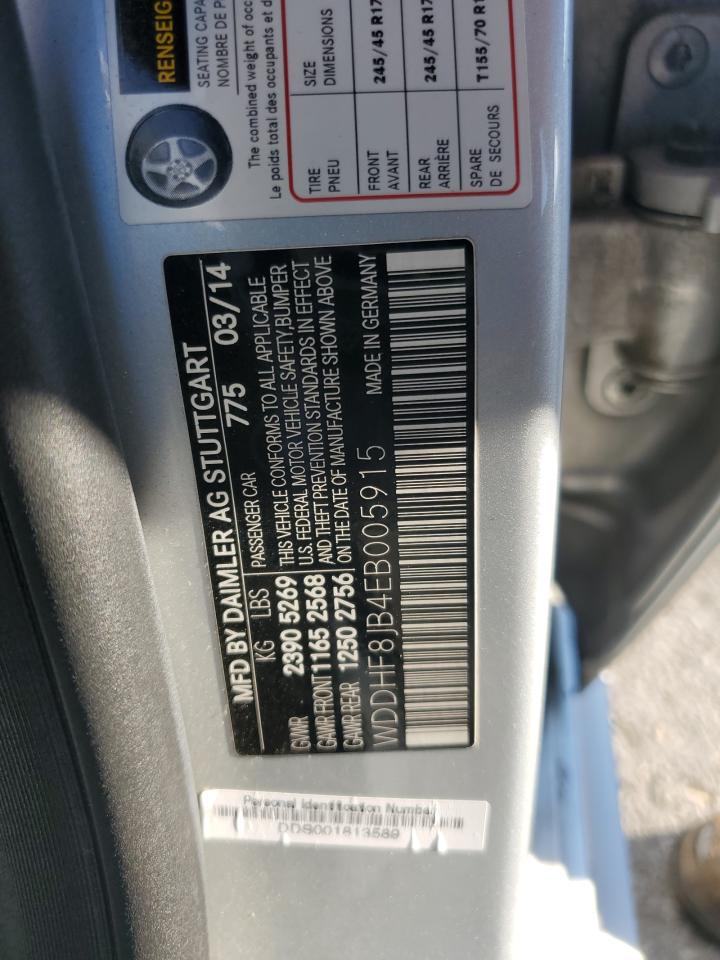 RENSEIG
SEATING CAPA
NOMBRE DE P
The combined weight of occ
Le poids total des occupants et d
TIRE SIZE
PNEU DIMENSIONS
FRONT 245/45 R17
AVANT
REAR 245/45 R17
ARRIÈRE
SPARE T155/70 R1
DE SECOURS
MFD BY DAIMLER AG STUTTGART
KG LBS 775 03/14
PASSENGER CAR
GVWR 2390 5269 THIS VEHICLE CONFORMS TO ALL APPLICABLE
U.S. FEDERAL MOTOR VEHICLE SAFETY,BUMPER
GAWR FRONT 1165 2568 AND THEFT PREVENTION STANDARDS IN EFFECT
GAWR REAR 1250 2756 ON THE DATE OF MANUFACTURE SHOWN ABOVE
WDDHF8JB4EB005915 MADE IN GERMANY
Personal Identification Number
DDS001613589